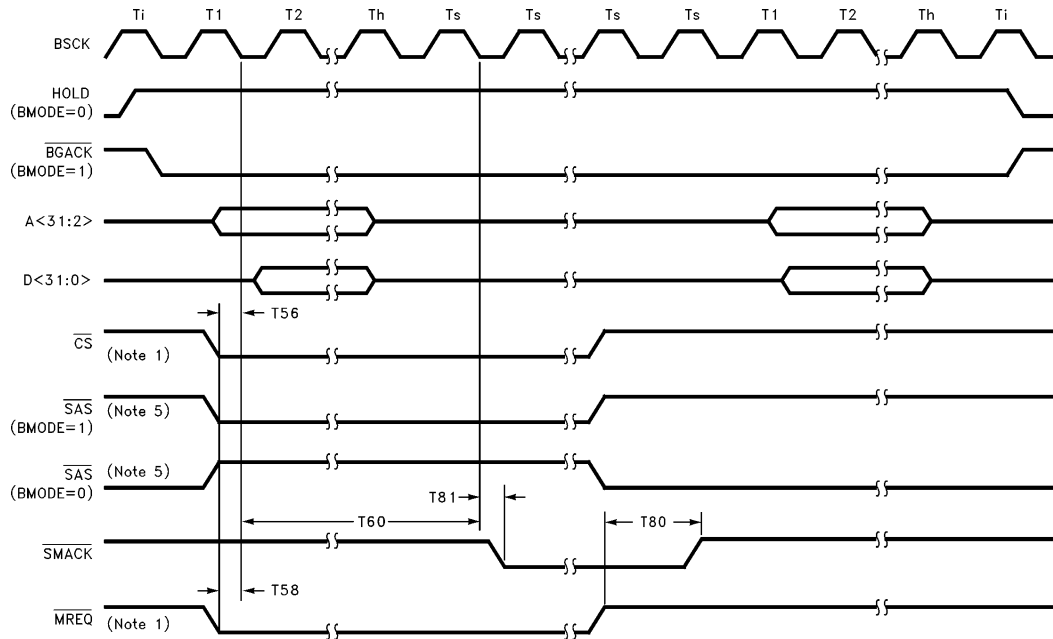 Ti T1 T2 Th Ts Ts Ts Ts T1 T2 Th Ti
BSCK
HOLD
(BMODE=0)
BGACK
(BMODE=1)
A<31:2>
D<31:0>
T56
CS (Note 1)
SAS (Note 5)
(BMODE=1)
SAS (Note 5)
(BMODE=0)
T81
T60
T80
SMACK
T58
MREQ (Note 1)